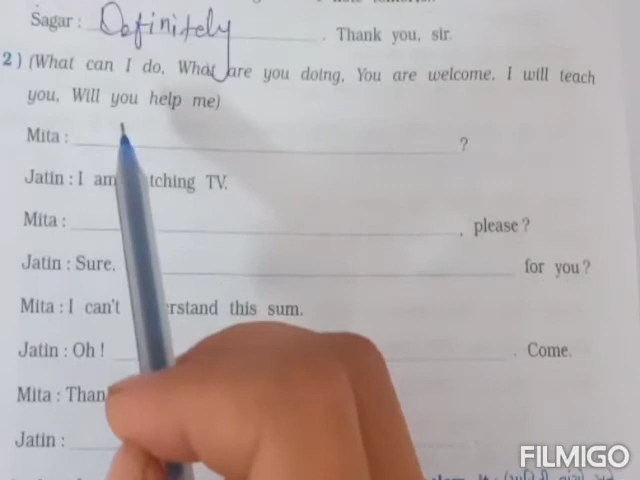 Sagar : Definitely . Thank you, sir.
2) (What can I do, What are you doing, You are welcome, I will teach
you, Will you help me)
Mita : ?
Jatin : I am tching TV.
Mita : , please ?
Jatin : Sure. for you ?
Mita : I can't rstand this sum.
Jatin : Oh ! . Come.
Mita : Than
Jatin :
FILMIGO